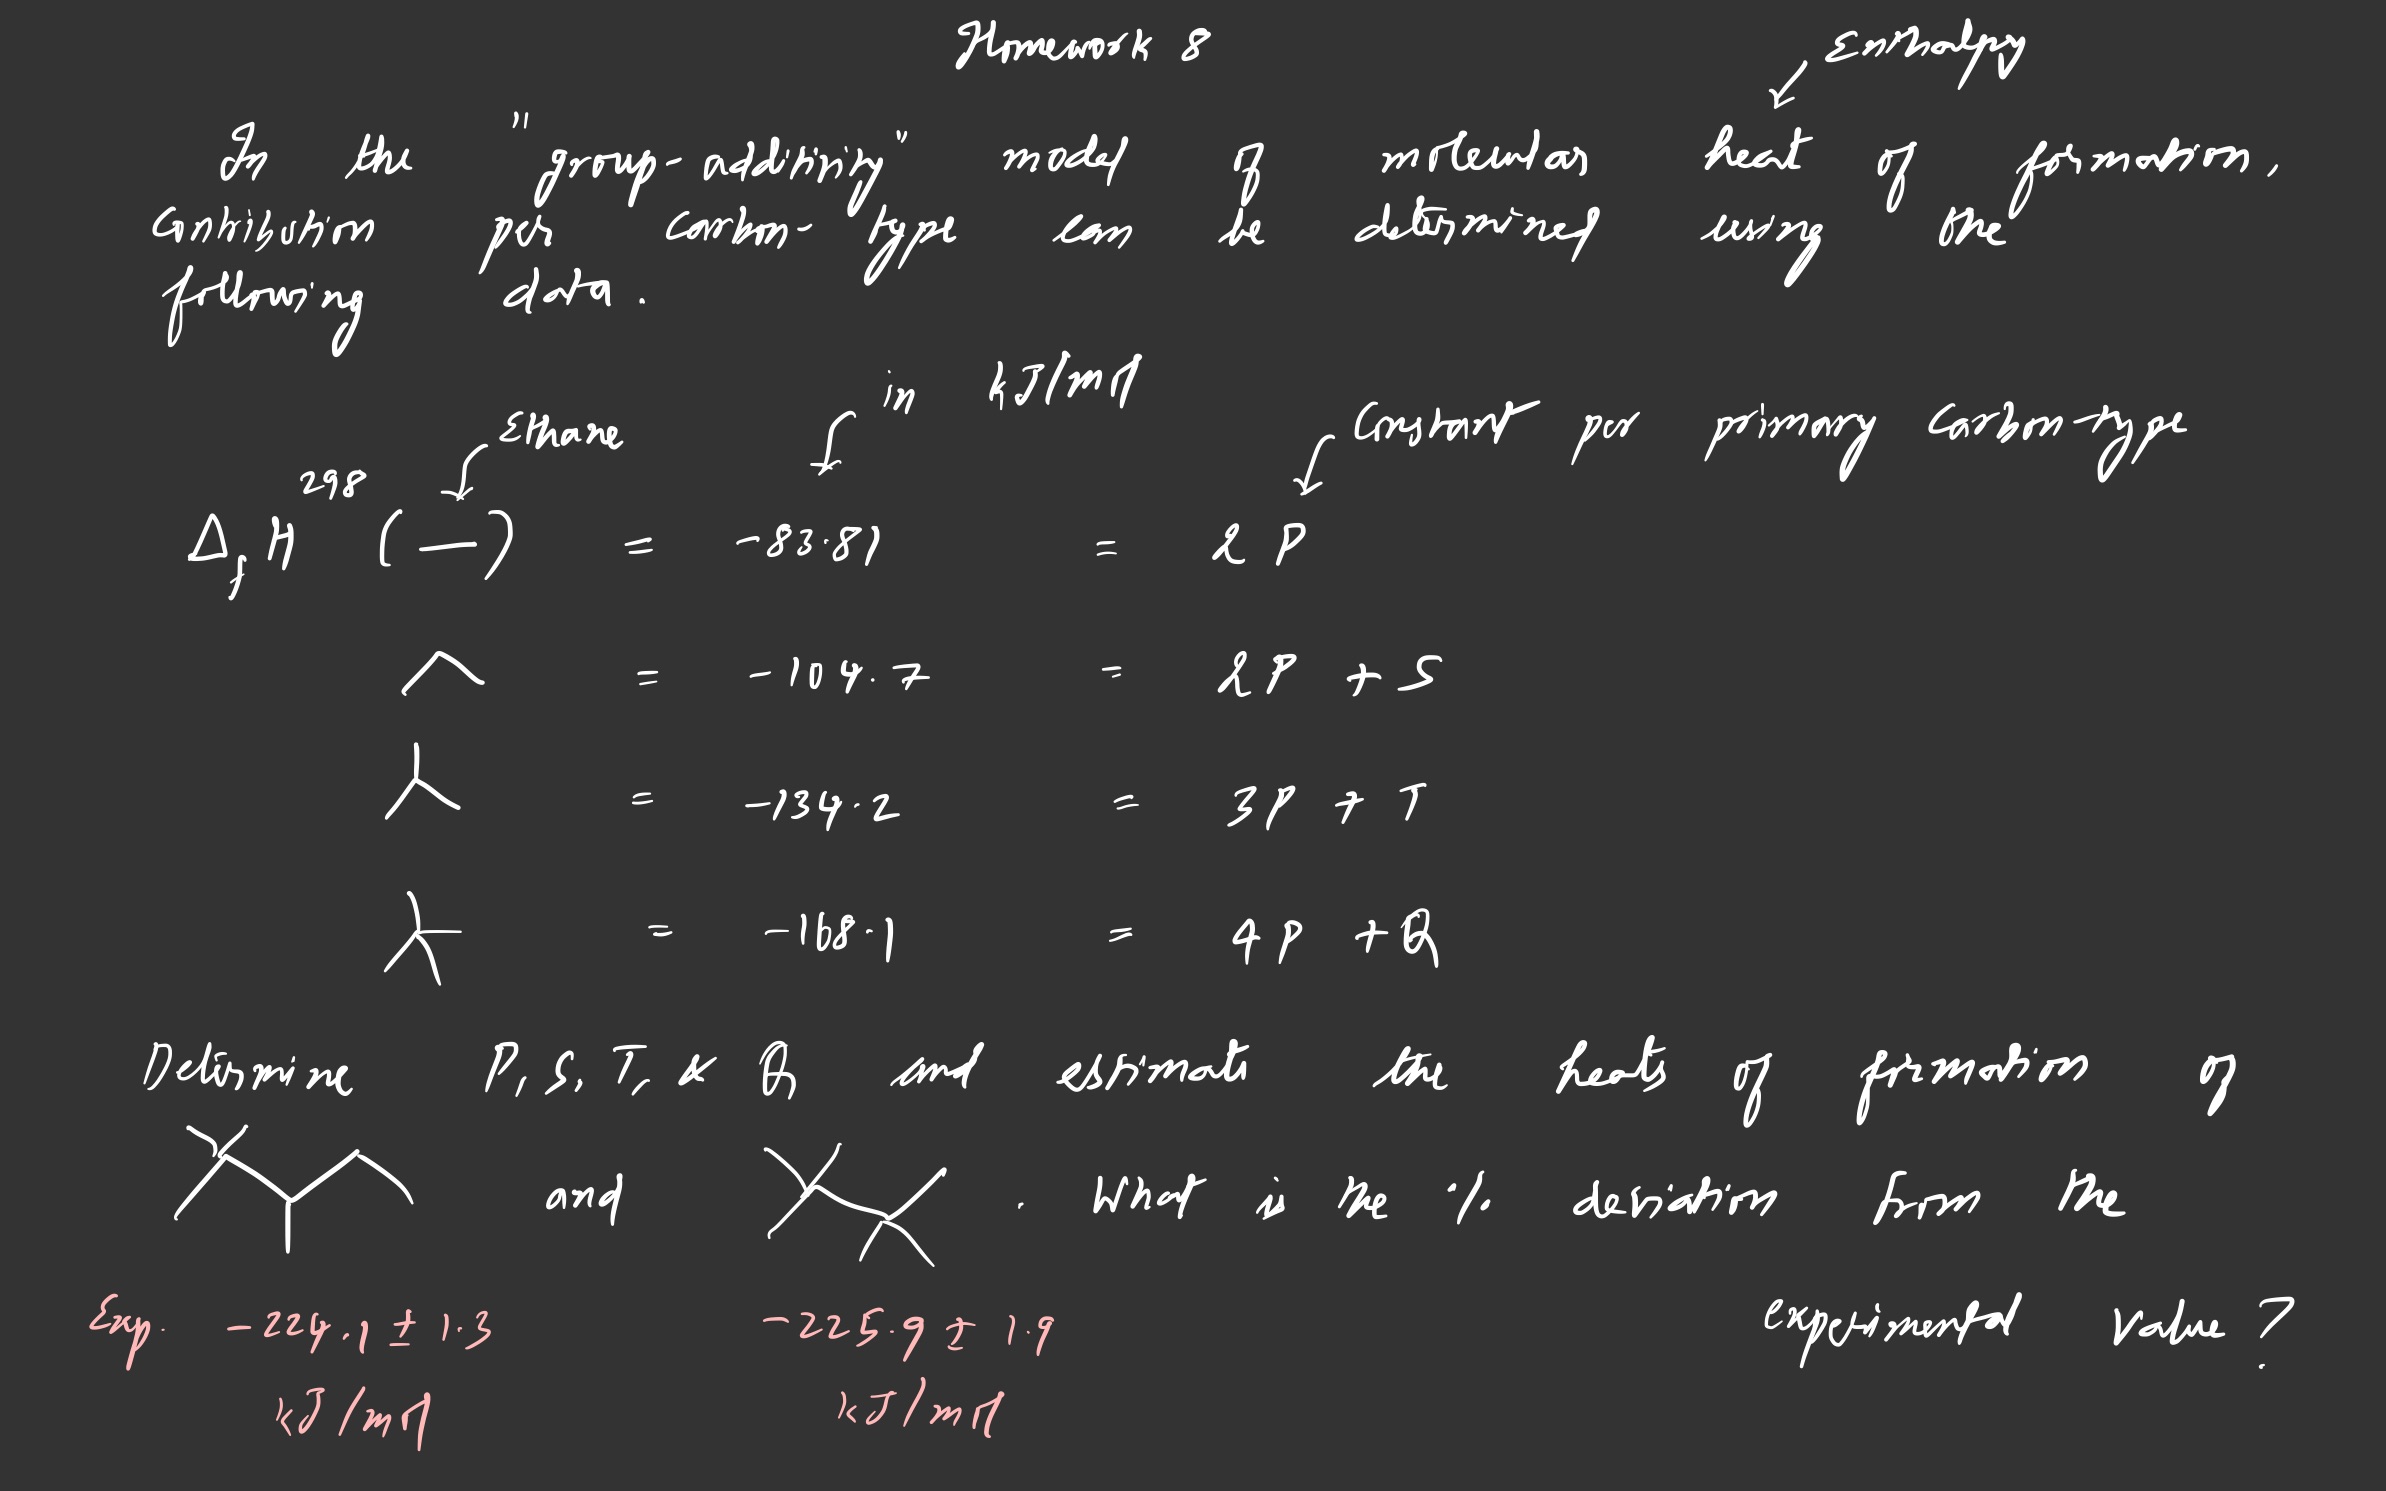 Homework 8
Enthalpy
In the "group-additivity" model of molecular heat of formation,
contribution per carbon-type can be determined using the
following data.
in kJ/mol
Ethane
Constant per primary carbon-type
Δ_f H^298 (—) = -83.81 = 2P
= -104.7 = 2P + S
= -134.2 = 3P + T
= -168.1 = 4P + Q
Determine P, S, T & Q and estimate the heats of formation of
and . What is the % deviation from the
experimental value?
Exp. -224.1 ± 1.3 -225.9 ± 1.9
kJ/mol kJ/mol